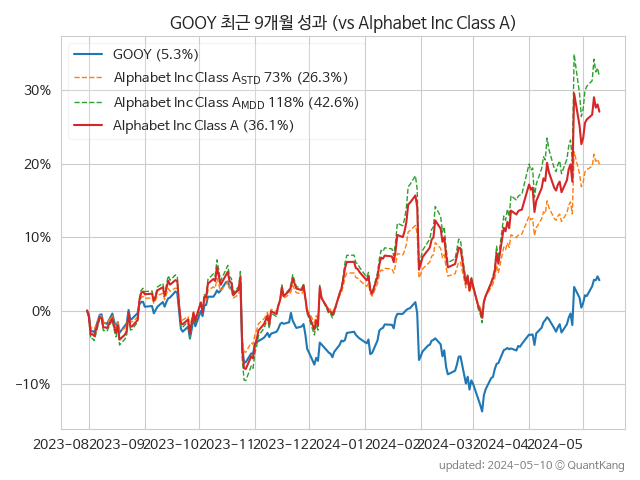 GOOY 최근 9개월 성과 (vs Alphabet Inc Class A)
GOOY (5.3%)
Alphabet Inc Class A_STD 73% (26.3%)
Alphabet Inc Class A_MDD 118% (42.6%)
Alphabet Inc Class A (36.1%)
30%
20%
10%
0%
−10%
2023-08 2023-09 2023-10 2023-11 2023-12 2024-01 2024-02 2024-03 2024-04 2024-05
updated: 2024-05-10 © QuantKang